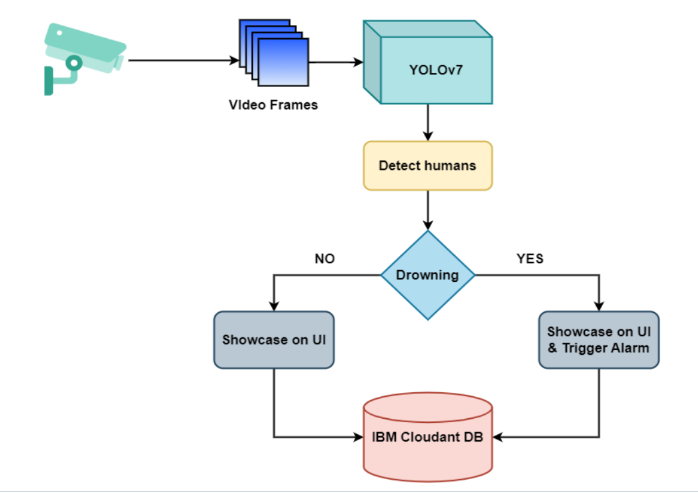 YOLOv7
VIdeo Frames
Detect humans
NO
YES
Drowning
Showcase on UI
Showcase on UI
& Trigger Alarm
IBM Cloudant DB